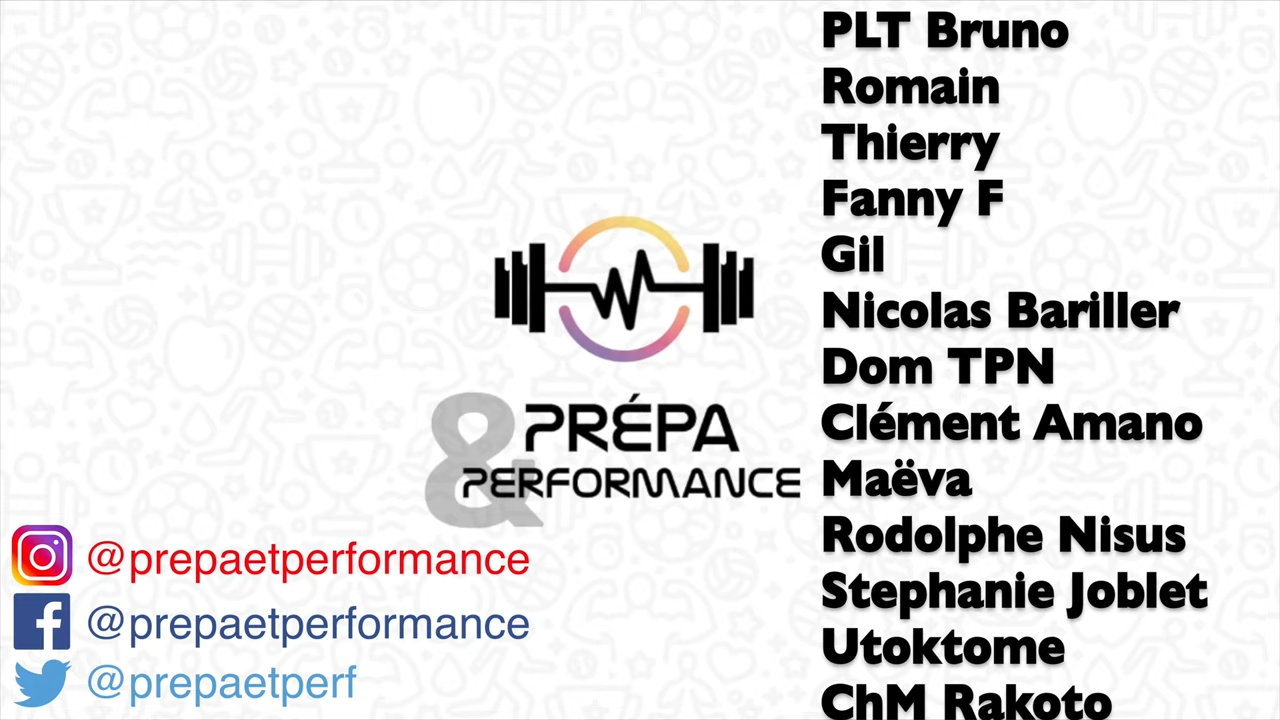 PLT Bruno
Romain
Thierry
Fanny F
Gil
Nicolas Bariller
Dom TPN
Clément Amano
Maëva
Rodolphe Nisus
Stephanie Joblet
Utoktome
ChM Rakoto
& PRÉPA
PERFORMANCE
@prepaetperformance
@prepaetperformance
@prepaetperf